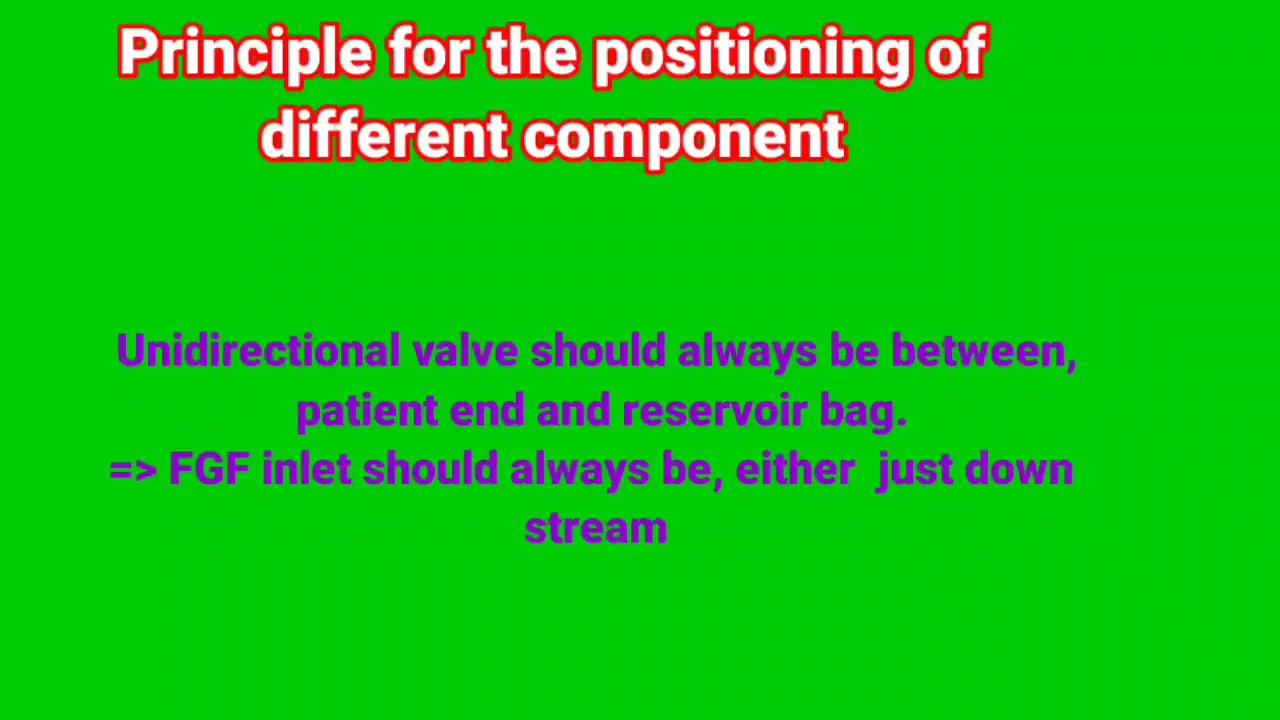 Principle for the positioning of
different component
Unidirectional valve should always be between,
patient end and reservoir bag.
=> FGF inlet should always be, either just down
stream